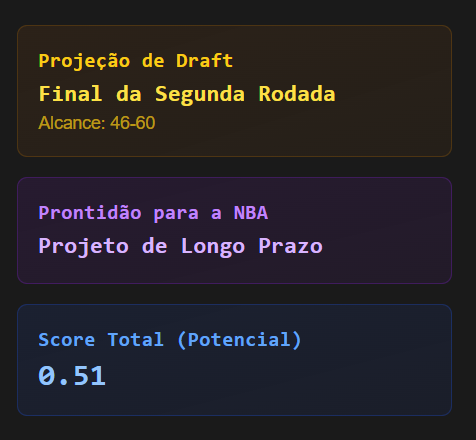 Projeção de Draft
Final da Segunda Rodada
Alcance: 46-60
Prontidão para a NBA
Projeto de Longo Prazo
Score Total (Potencial)
0.51